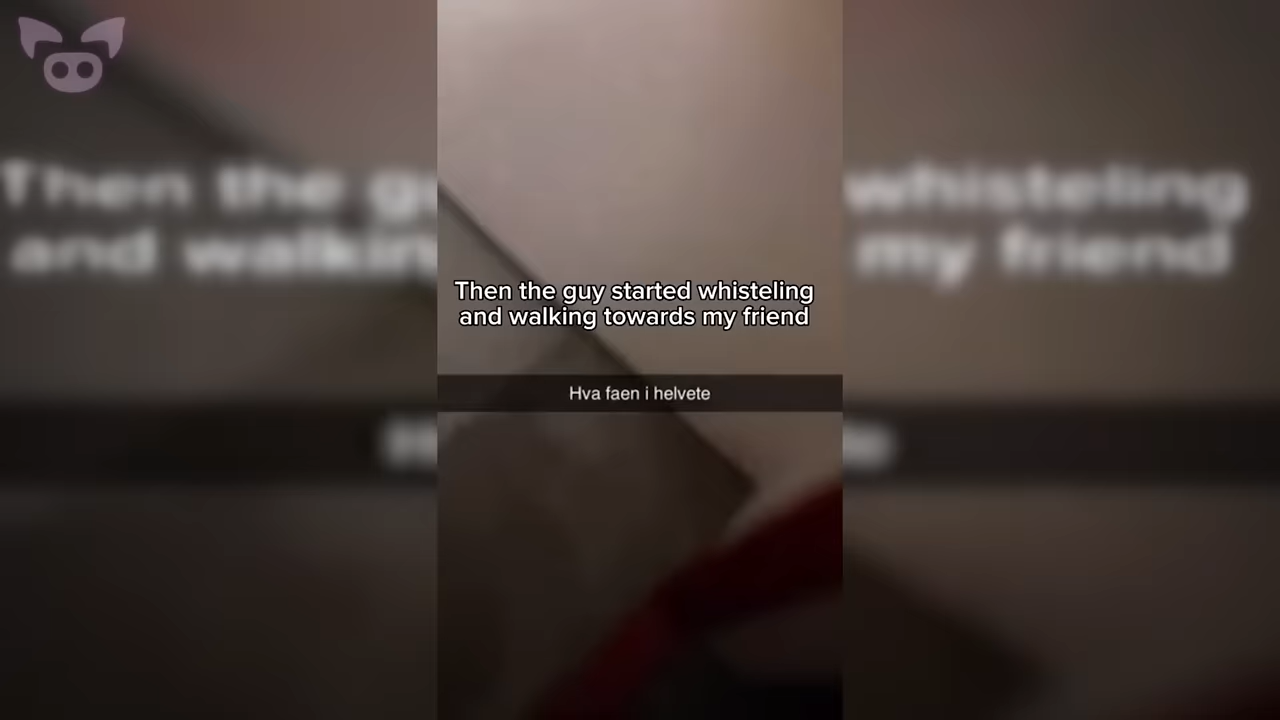 Then the guy started whisteling
and walking towards my friend
Hva faen i helvete